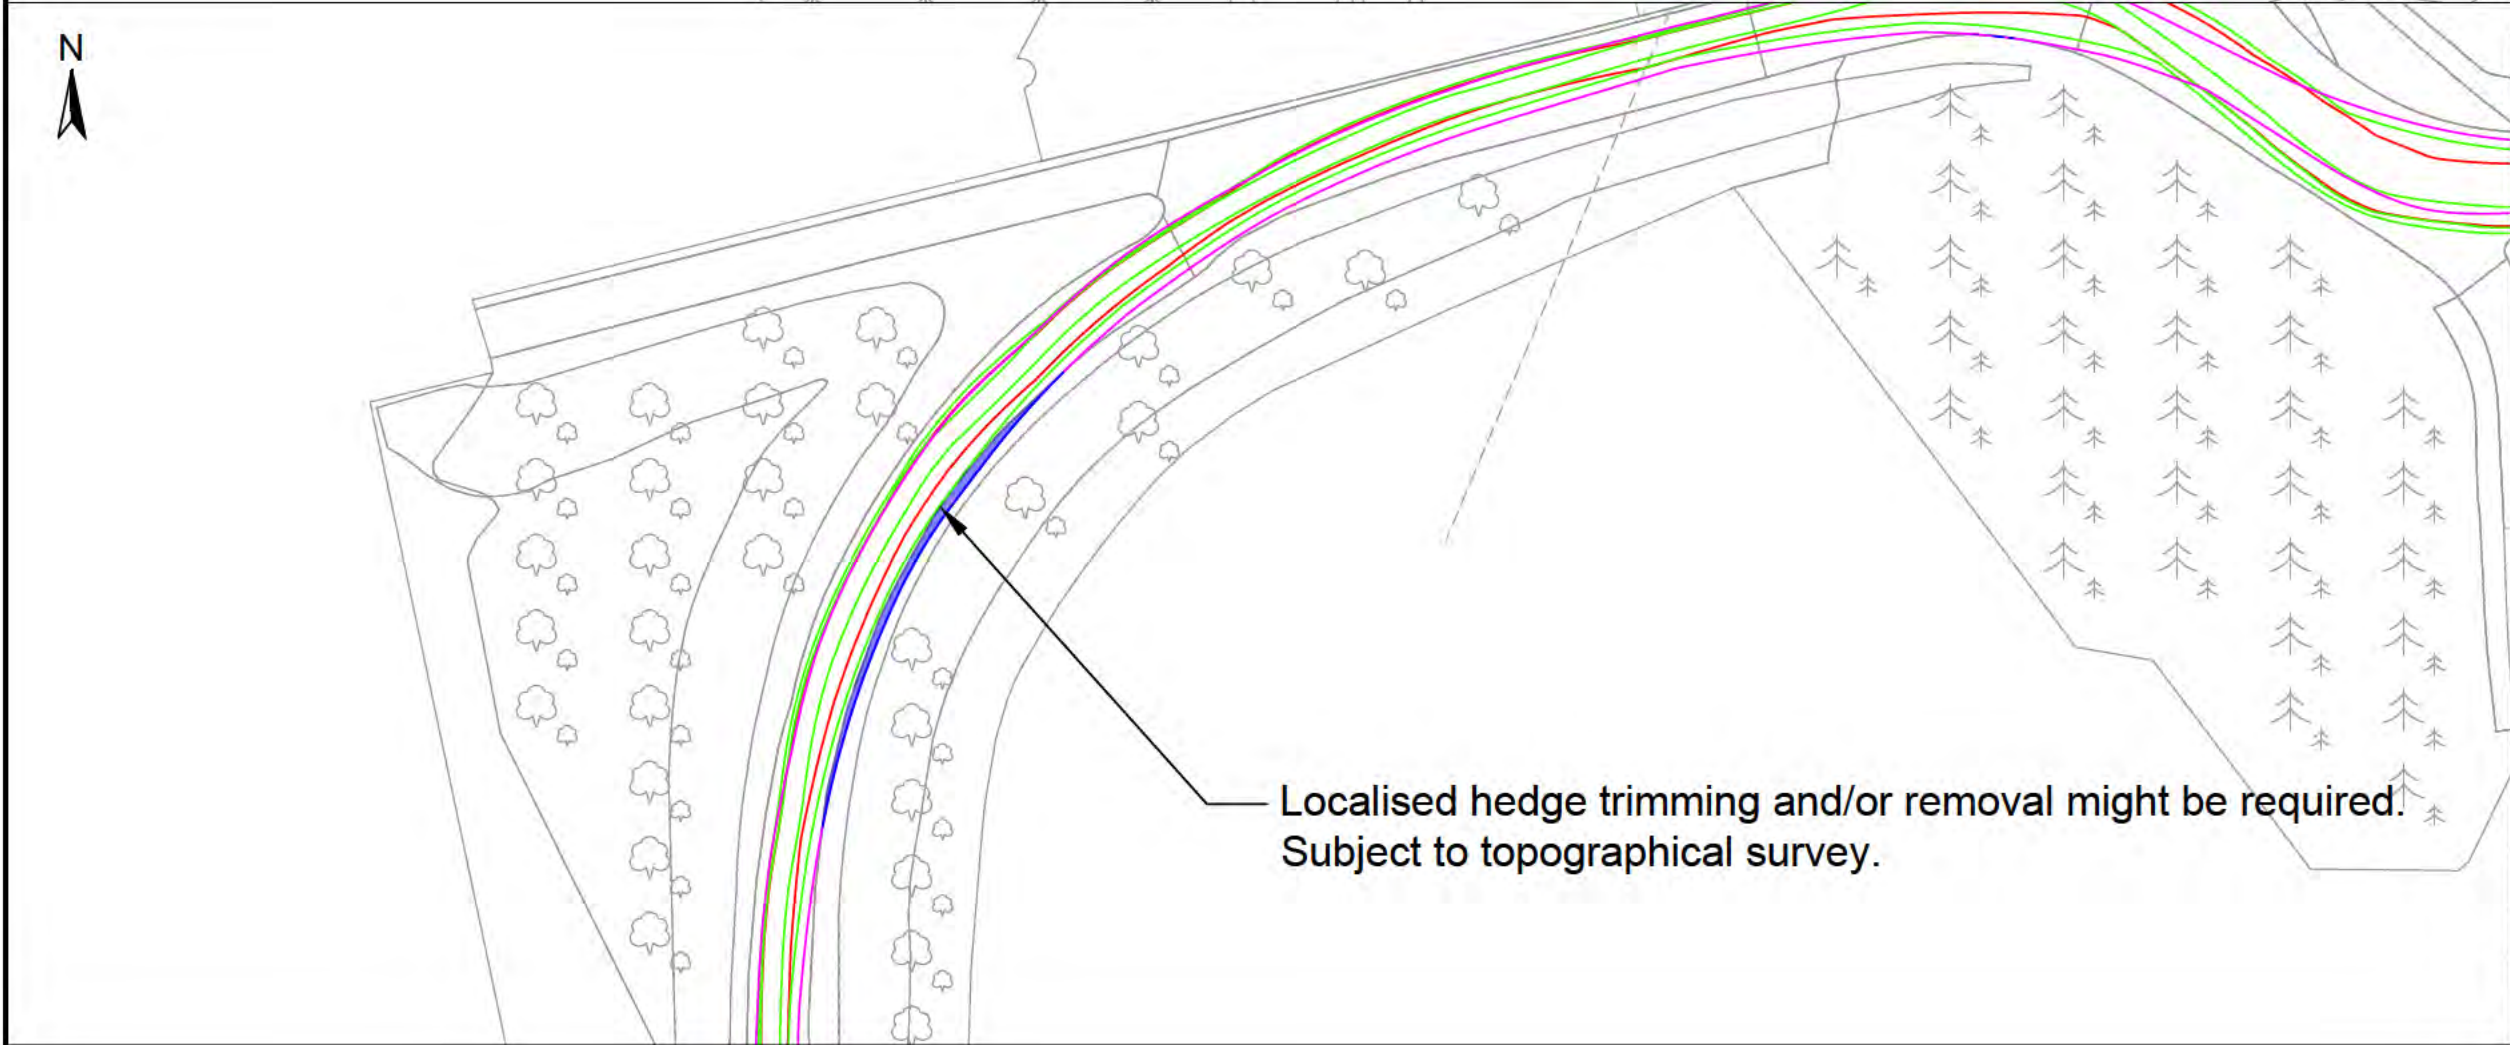 N
Localised hedge trimming and/or removal might be required.
Subject to topographical survey.